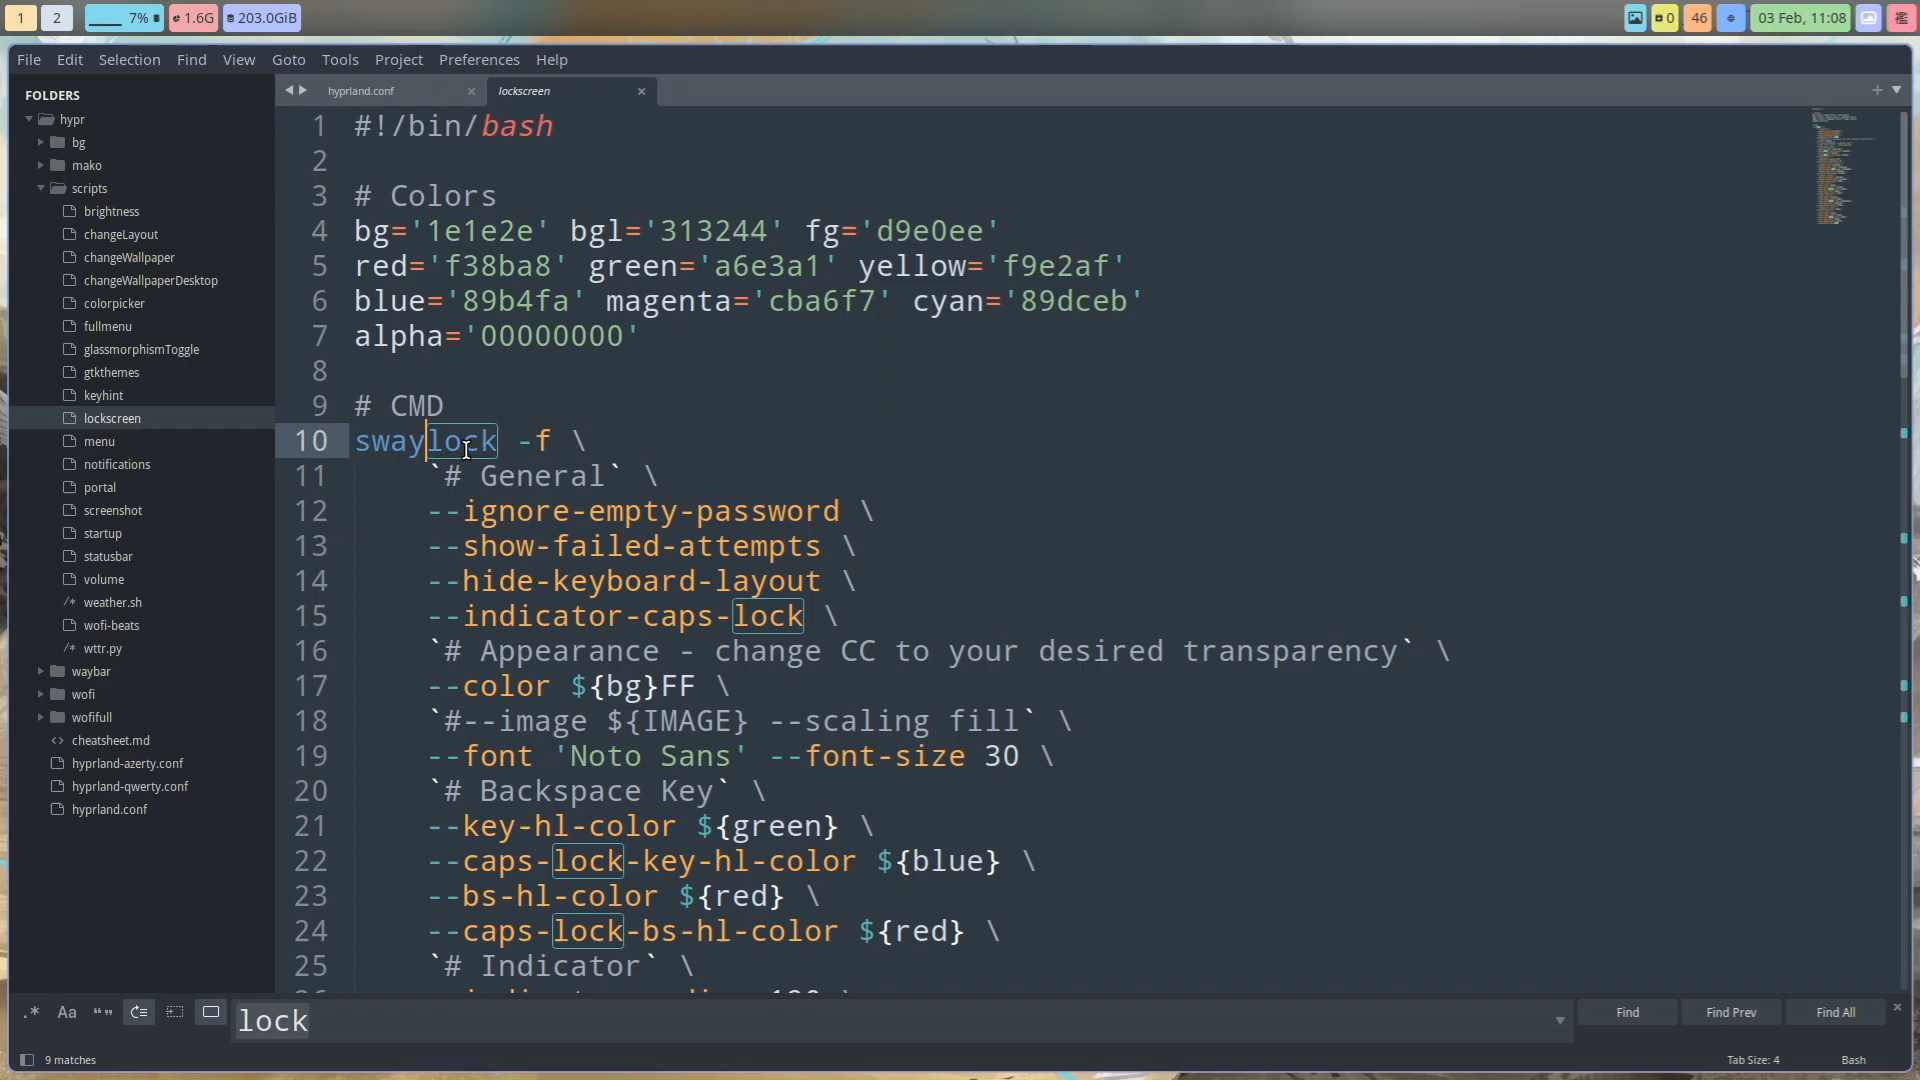 1 2 7% 1.6G 203.0GiB 0 46 03 Feb, 11:08
File Edit Selection Find View Goto Tools Project Preferences Help
FOLDERS
hypr
bg
mako
scripts
brightness
changeLayout
changeWallpaper
changeWallpaperDesktop
colorpicker
fullmenu
glassmorphismToggle
gtkthemes
keyhint
lockscreen
menu
notifications
portal
screenshot
startup
statusbar
volume
/* weather.sh
wofi-beats
/* wttr.py
waybar
wofi
wofifull
<> cheatsheet.md
hyprland-azerty.conf
hyprland-qwerty.conf
hyprland.conf
hyprland.conf × lockscreen ×
1 #!/bin/bash
2
3 # Colors
4 bg='1e1e2e' bgl='313244' fg='d9e0ee'
5 red='f38ba8' green='a6e3a1' yellow='f9e2af'
6 blue='89b4fa' magenta='cba6f7' cyan='89dceb'
7 alpha='00000000'
8
9 # CMD
10 swaylock -f \
11 `# General` \
12 --ignore-empty-password \
13 --show-failed-attempts \
14 --hide-keyboard-layout \
15 --indicator-caps-lock \
16 `# Appearance - change CC to your desired transparency` \
17 --color ${bg}FF \
18 `#--image ${IMAGE} --scaling fill` \
19 --font 'Noto Sans' --font-size 30 \
20 `# Backspace Key` \
21 --key-hl-color ${green} \
22 --caps-lock-key-hl-color ${blue} \
23 --bs-hl-color ${red} \
24 --caps-lock-bs-hl-color ${red} \
25 `# Indicator` \
.* Aa “” lock Find Find Prev Find All ×
9 matches Tab Size: 4 Bash